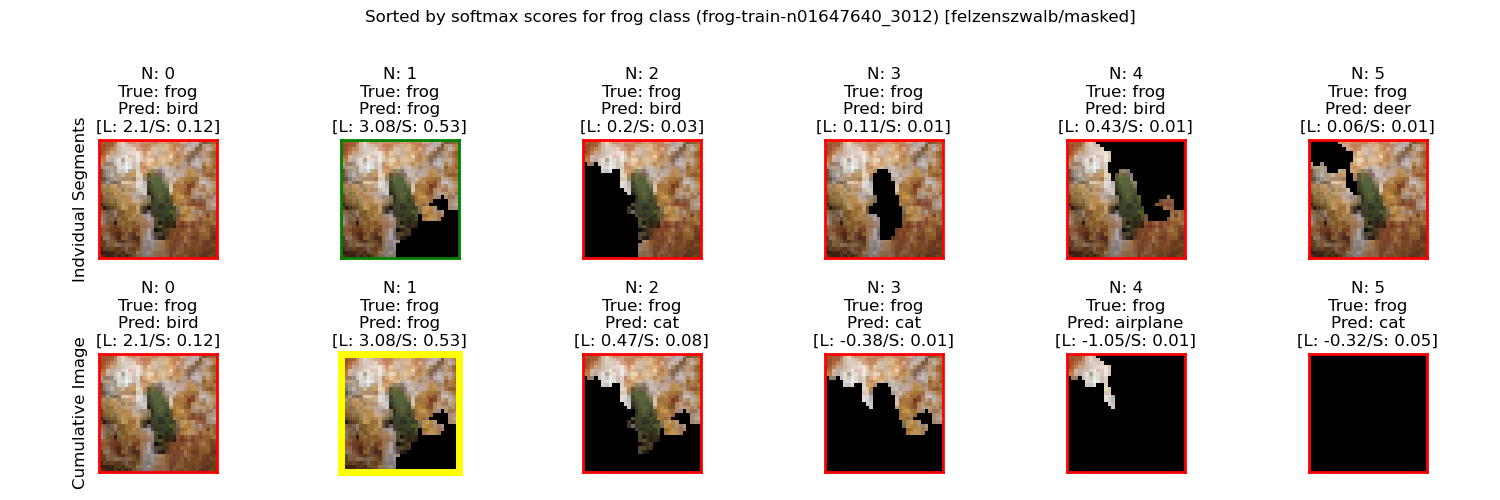 Sorted by softmax scores for frog class (frog-train-n01647640_3012) [felzenszwalb/masked]
Indvidual Segments
N: 0
True: frog
Pred: bird
[L: 2.1/S: 0.12]
N: 1
True: frog
Pred: frog
[L: 3.08/S: 0.53]
N: 2
True: frog
Pred: bird
[L: 0.2/S: 0.03]
N: 3
True: frog
Pred: bird
[L: 0.11/S: 0.01]
N: 4
True: frog
Pred: bird
[L: 0.43/S: 0.01]
N: 5
True: frog
Pred: deer
[L: 0.06/S: 0.01]
Cumulative Image
N: 0
True: frog
Pred: bird
[L: 2.1/S: 0.12]
N: 1
True: frog
Pred: frog
[L: 3.08/S: 0.53]
N: 2
True: frog
Pred: cat
[L: 0.47/S: 0.08]
N: 3
True: frog
Pred: cat
[L: -0.38/S: 0.01]
N: 4
True: frog
Pred: airplane
[L: -1.05/S: 0.01]
N: 5
True: frog
Pred: cat
[L: -0.32/S: 0.05]